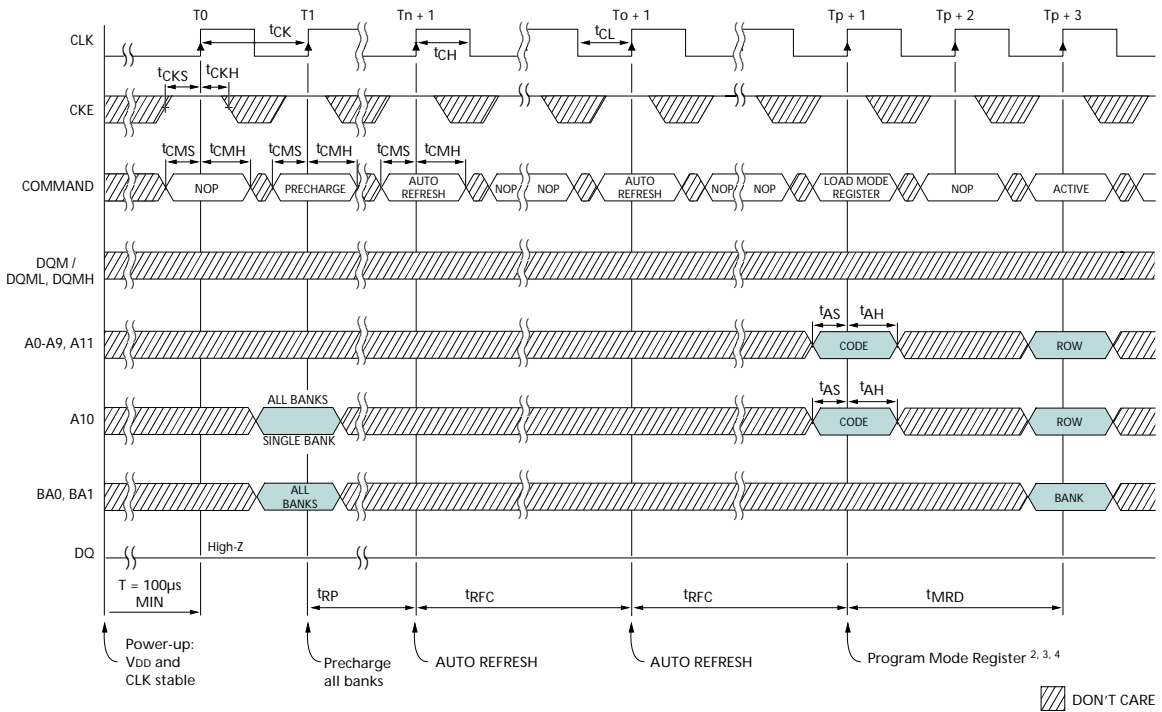 T0 T1 Tn + 1 To + 1 Tp + 1 Tp + 2 Tp + 3
CLK tCK tCH tCL
tCKS tCKH
CKE
tCMS tCMH tCMS tCMH tCMS tCMH
COMMAND NOP PRECHARGE AUTO REFRESH NOP NOP AUTO REFRESH NOP NOP LOAD MODE REGISTER NOP ACTIVE
DQM /
DQML, DQMH
tAS tAH
A0-A9, A11 CODE ROW
ALL BANKS tAS tAH
A10 CODE ROW
SINGLE BANK
BA0, BA1 ALL BANKS BANK
DQ High-Z
T = 100µs
MIN
tRP tRFC tRFC tMRD
Power-up:
VDD and
CLK stable
Precharge
all banks
AUTO REFRESH
AUTO REFRESH
Program Mode Register 2, 3, 4
DON'T CARE